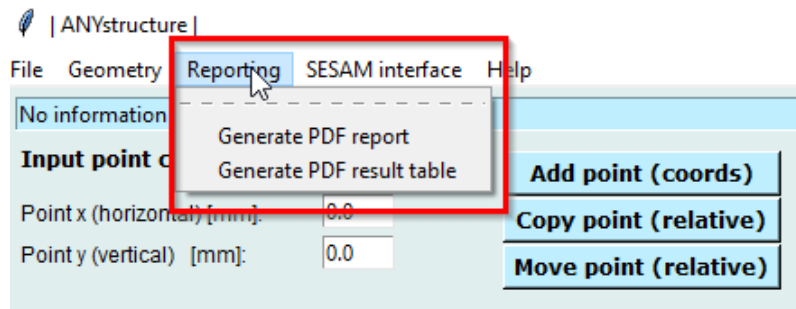 | ANYstructure |
File Geometry Reporting SESAM interface Help
No information
Generate PDF report
Input point c
Generate PDF result table
Add point (coords)
Point x (horizontal) [mm]: 0.0
Copy point (relative)
Point y (vertical) [mm]: 0.0
Move point (relative)